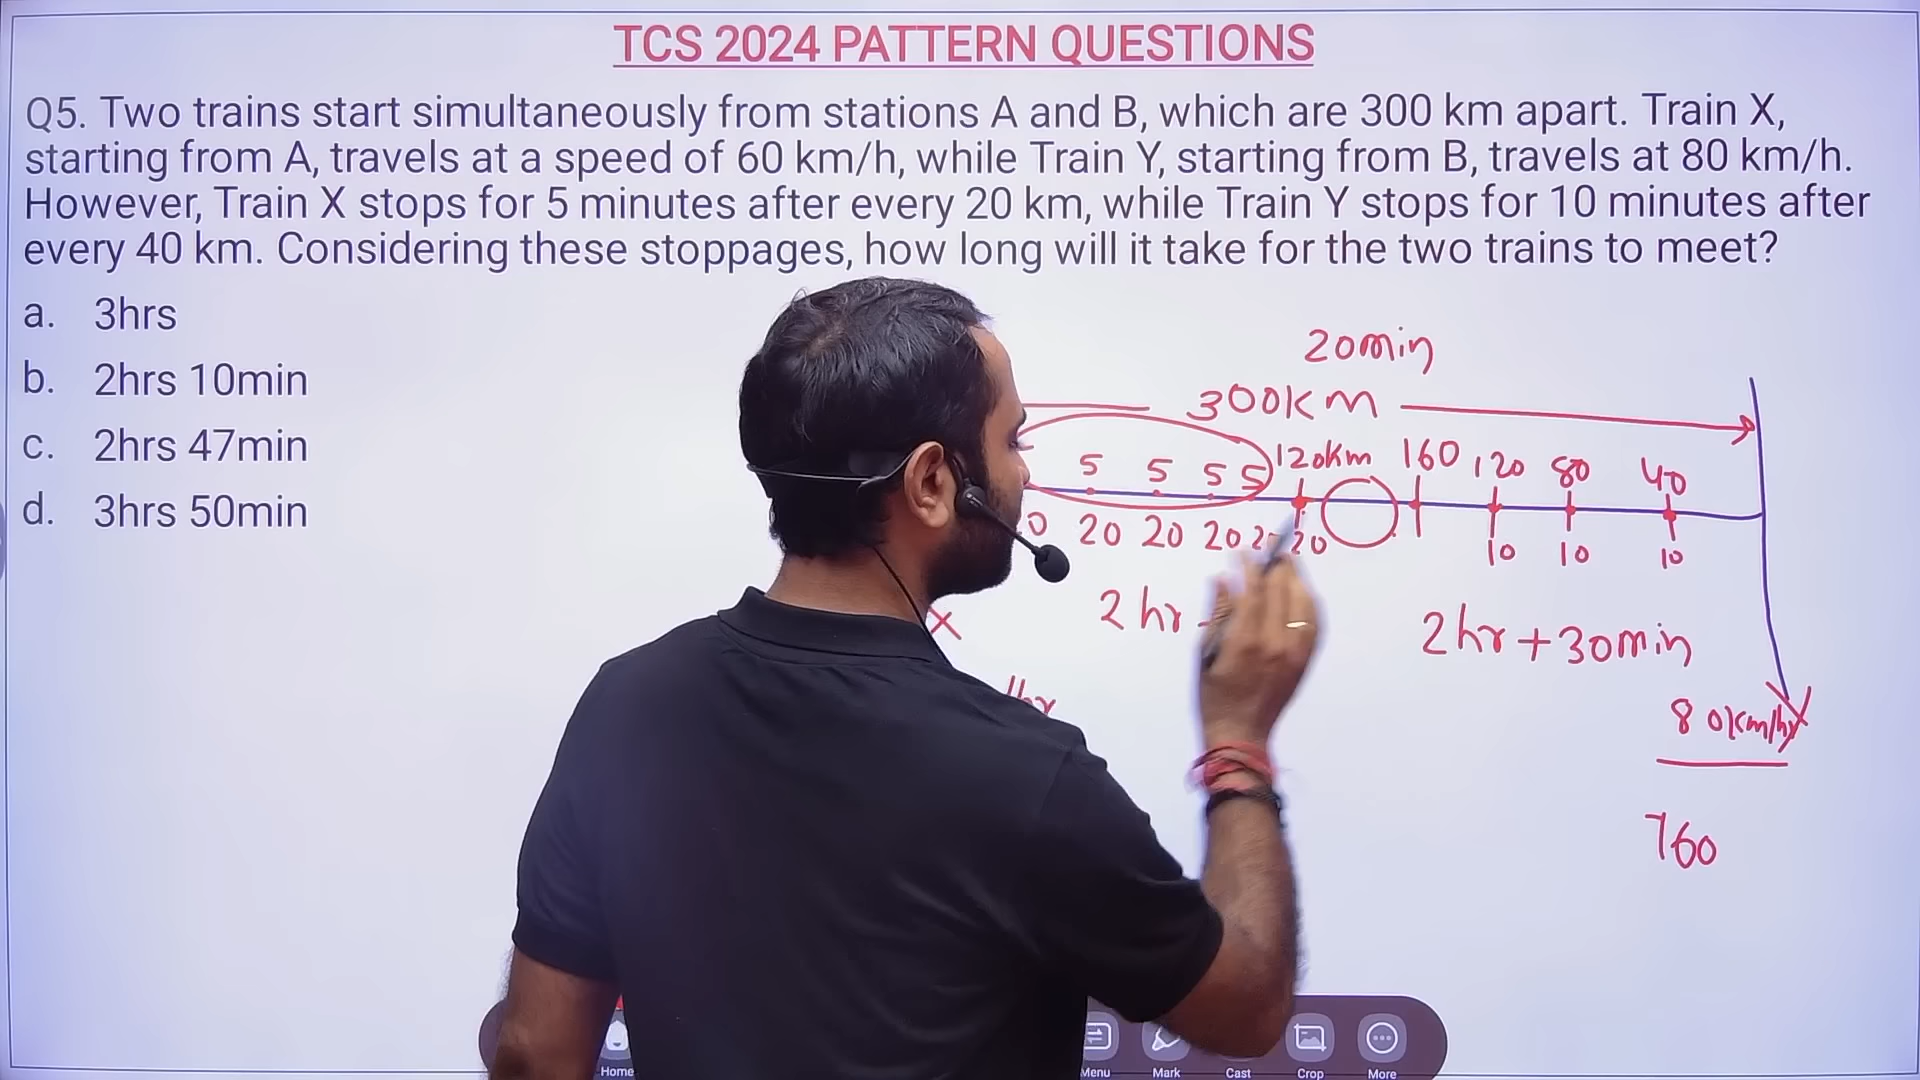 TCS 2024 PATTERN QUESTIONS
Q5. Two trains start simultaneously from stations A and B, which are 300 km apart. Train X,
starting from A, travels at a speed of 60 km/h, while Train Y, starting from B, travels at 80 km/h.
However, Train X stops for 5 minutes after every 20 km, while Train Y stops for 10 minutes after
every 40 km. Considering these stoppages, how long will it take for the two trains to meet?
a. 3hrs
b. 2hrs 10min
c. 2hrs 47min
d. 3hrs 50min
20min
300KM
5 5 5 5 120km 160 120 80 40
20 20 20 20 10 10 10
2hr
2hr + 30min
X
/hr
80km/hr
160
Home Menu Mark Cast Crop More